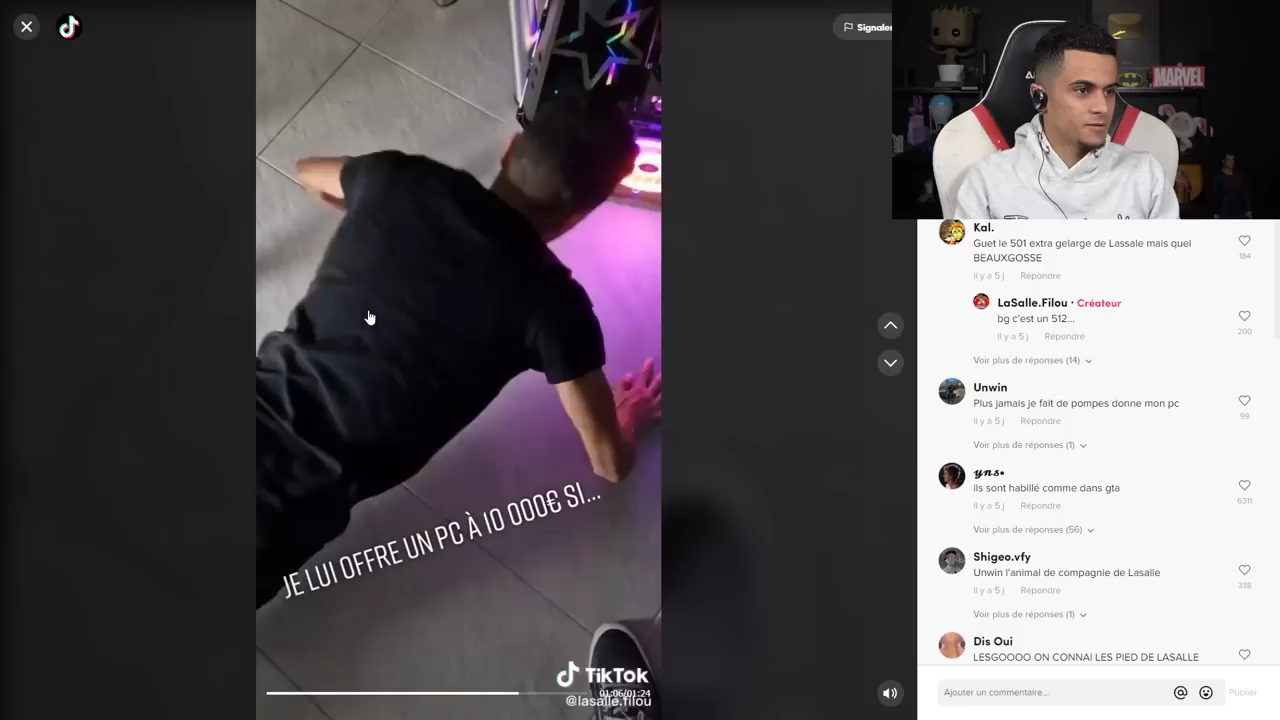 Signaler
MARVEL
Kal.
Guet le 501 extra gelarge de Lassale mais quel
BEAUXGOSSE
Il y a 5 j Répondre
184
LaSalle.Filou · Créateur
bg c'est un 512...
Il y a 5 j Répondre
200
Voir plus de réponses (14)
Unwin
Plus jamais je fait de pompes donne mon pc
Il y a 5 j Répondre
99
Voir plus de réponses (1)
𝔂𝓷𝓼•
ils sont habillé comme dans gta
Il y a 5 j Répondre
6311
Voir plus de réponses (56)
Shigeo.vfy
Unwin l'animal de compagnie de Lasalle
Il y a 5 j Répondre
338
Voir plus de réponses (1)
Dis Oui
LESGOOOO ON CONNAI LES PIED DE LASALLE
JE LUI OFFRE UN PC À 10 000€ SI...
TikTok
01:06/01:24
@lasalle.filou
Ajouter un commentaire...
Publier